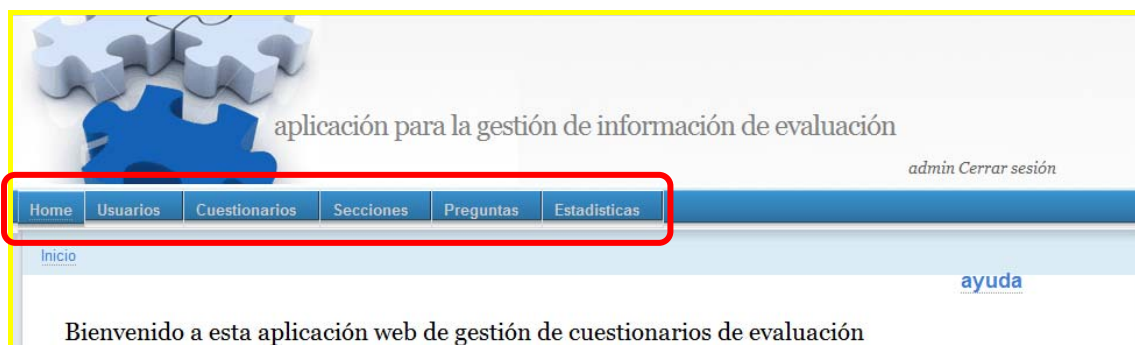 aplicación para la gestión de información de evaluación
admin Cerrar sesión
Home Usuarios Cuestionarios Secciones Preguntas Estadisticas
Inicio
ayuda
Bienvenido a esta aplicación web de gestión de cuestionarios de evaluación